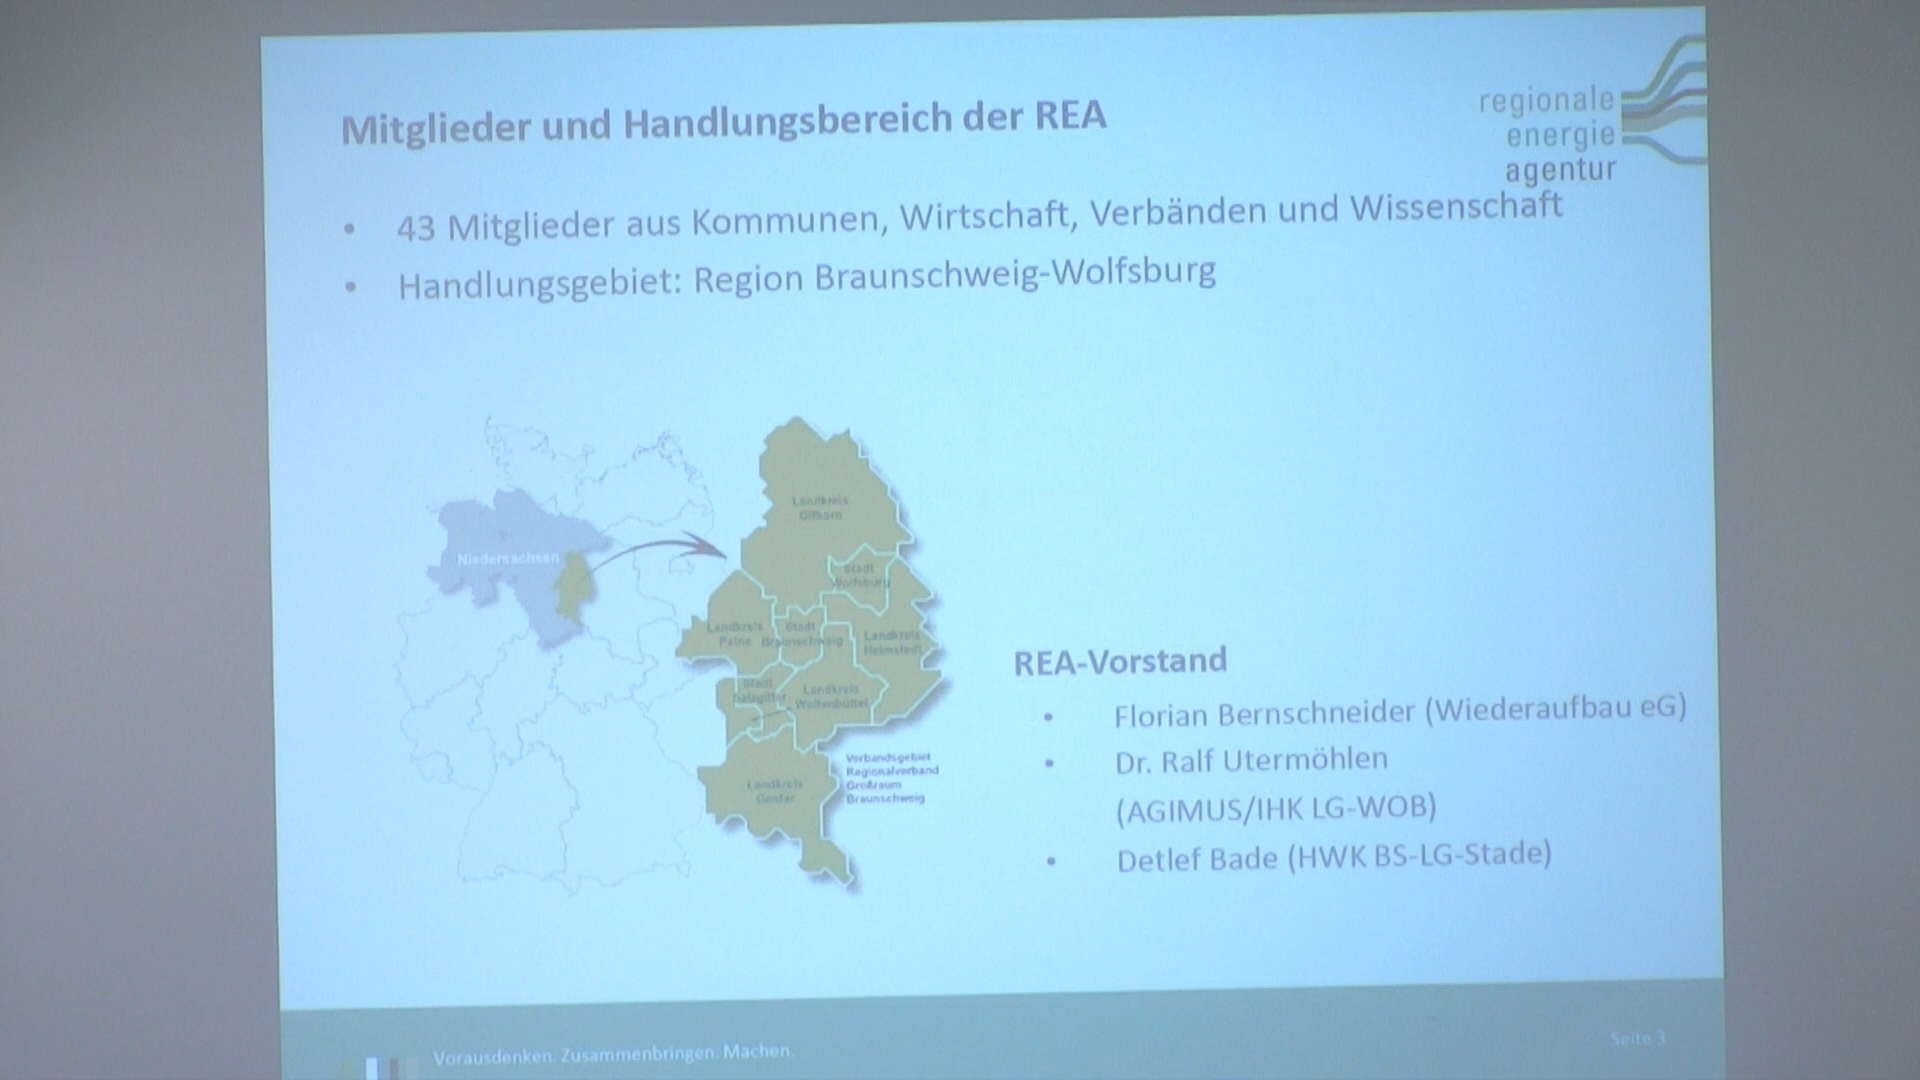 Mitglieder und Handlungsbereich der REA
regionale
energie
agentur
• 43 Mitglieder aus Kommunen, Wirtschaft, Verbänden und Wissenschaft
• Handlungsgebiet: Region Braunschweig-Wolfsburg
Niedersachsen
Landkreis
Gifhorn
Stadt
Wolfsburg
Landkreis
Peine
Stadt
Braunschweig
Landkreis
Helmstedt
Stadt
Salzgitter
Landkreis
Wolfenbüttel
Landkreis
Goslar
Verbandsgebiet
Regionalverband
Großraum
Braunschweig
REA-Vorstand
• Florian Bernschneider (Wiederaufbau eG)
• Dr. Ralf Utermöhlen
(AGIMUS/IHK LG-WOB)
• Detlef Bade (HWK BS-LG-Stade)
Vorausdenken. Zusammenbringen. Machen.
Seite 3